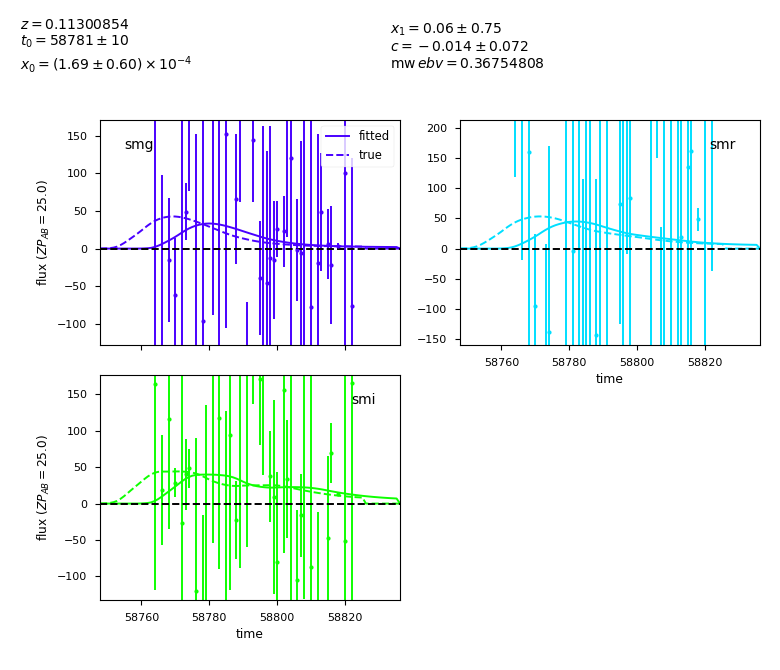 z = 0.11300854
t₀ = 58781 ± 10
x₀ = (1.69 ± 0.60) × 10⁻⁴
x₁ = 0.06 ± 0.75
c = −0.014 ± 0.072
mwebv = 0.36754808
smg
fitted
true
150
100
50
0
−50
−100
flux (ZP_AB = 25.0)
smr
200
150
100
50
0
−50
−100
−150
58760 58780 58800 58820
time
smi
150
100
50
0
−50
−100
flux (ZP_AB = 25.0)
58760 58780 58800 58820
time